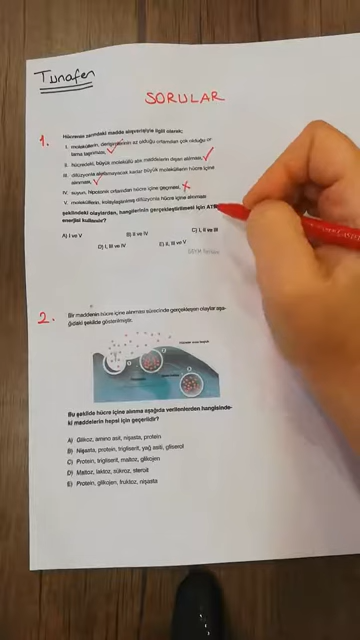 Tunafen
SORULAR
1.
Hücrenin zarındaki madde alışverişiyle ilgili olarak;
I. moleküllerin, derişimlerinin az olduğu ortamdan çok olduğu or-
tama taşınması,
II. hücredeki, büyük moleküllü atık maddelerin dışarı atılması,
III. difüzyonla alınamayacak kadar büyük moleküllerin hücre içine
alınması,
IV. suyun, hipotonik ortamdan hücre içine geçmesi,
V. moleküllerin, kolaylaştırılmış difüzyonla hücre içine alınması
şeklindeki olaylardan, hangilerinin gerçekleştirilmesi için ATP
enerjisi kullanılır?
A) I ve V
B) II ve IV
C) I, II ve III
D) I, III ve IV
E) II, III ve V
2.
Bir maddenin hücre içine alınması sürecinde gerçekleşen olaylar aşa-
ğıdaki şekilde gösterilmiştir.
Bu şekilde hücre içine alınma aşağıda verilenlerden hangisinde-
ki maddelerin hepsi için geçerlidir?
A) Glikoz, amino asit, nişasta, protein
B) Nişasta, protein, trigliserit, yağ asiti, gliserol
C) Protein, trigliserit, maltoz, glikojen
D) Maltoz, laktoz, sükroz, steroit
E) Protein, glikojen, fruktoz, nişasta